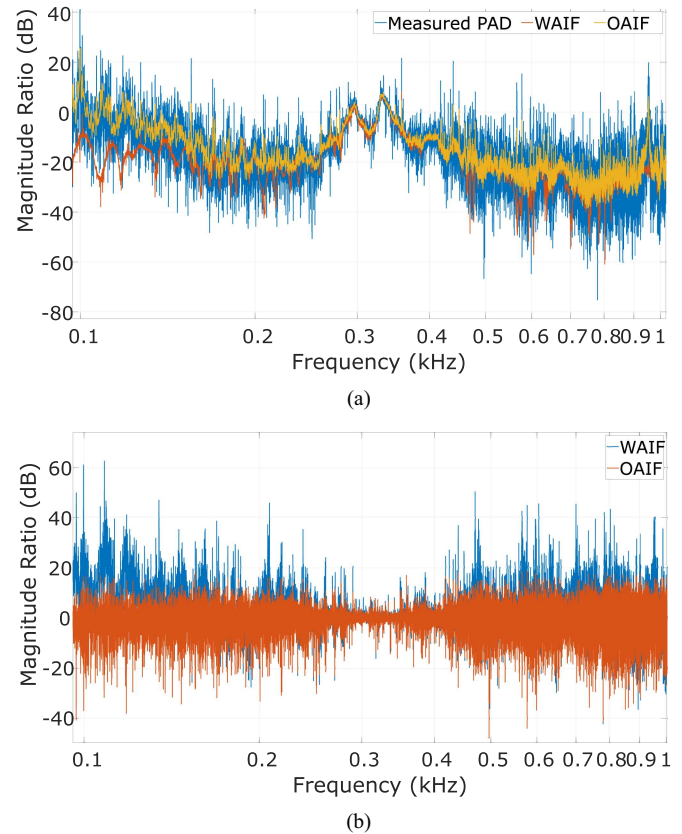 40
20
0
-20
-40
-60
-80
Magnitude Ratio (dB)
Measured PAD WAIF OAIF
0.1 0.2 0.3 0.4 0.5 0.6 0.7 0.8 0.9 1
Frequency (kHz)
(a)
60
40
20
0
-20
-40
Magnitude Ratio (dB)
WAIF
OAIF
0.1 0.2 0.3 0.4 0.5 0.6 0.7 0.8 0.9 1
Frequency (kHz)
(b)